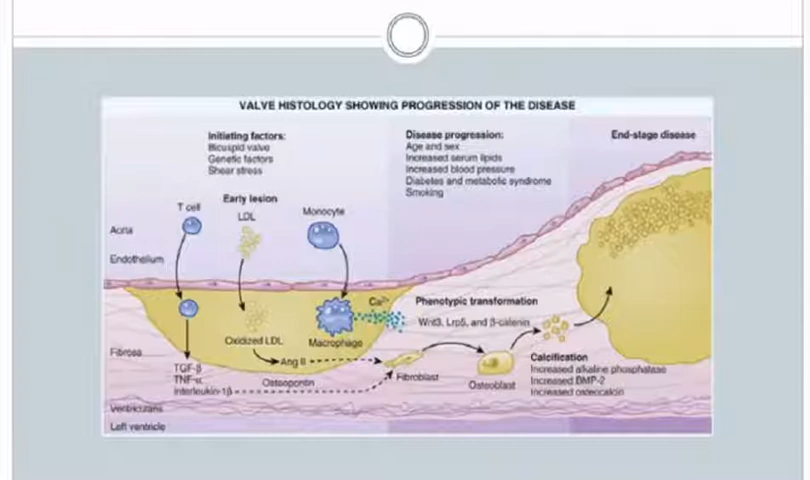 VALVE HISTOLOGY SHOWING PROGRESSION OF THE DISEASE
Initiating factors:
Bicuspid valve
Genetic factors
Shear stress
Disease progression:
Age and sex
Increased serum lipids
Increased blood pressure
Diabetes and metabolic syndrome
Smoking
End-stage disease
Early lesion
T cell
LDL
Monocyte
Aorta
Endothelium
Ca2+
Phenotypic transformation
Wnt3, Lrp5, and β-catenin
Oxidized LDL
Macrophage
Fibrosa
Ang II
TGF-β
TNF-α
Interleukin-1β
Osteopontin
Fibroblast
Osteoblast
Calcification
Increased alkaline phosphatase
Increased BMP-2
Increased osteocalcin
Ventricularis
Left ventricle